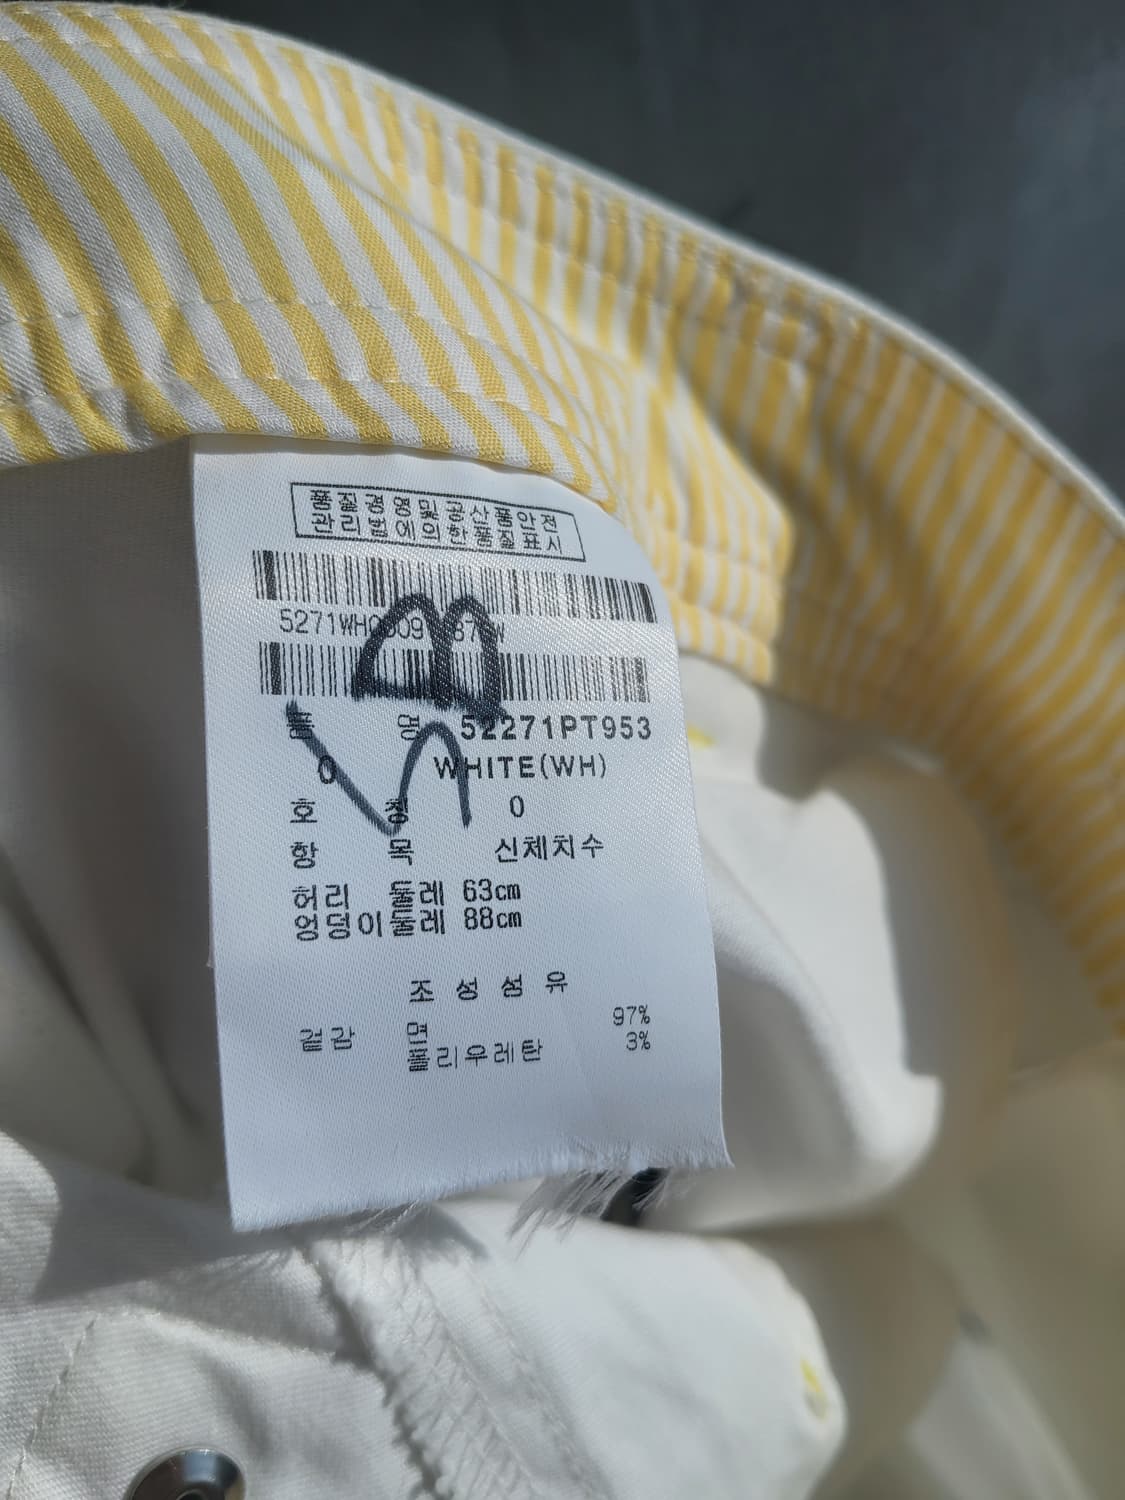 품질경영및공산품안전
관리법에의한품질표시
품 명 52271PT953
0 WHITE(WH)
호 칭 0
항 목 신체치수
허리 둘레 63cm
엉덩이둘레 88cm
조 성 섬 유
겉감 면 97%
폴리우레탄 3%